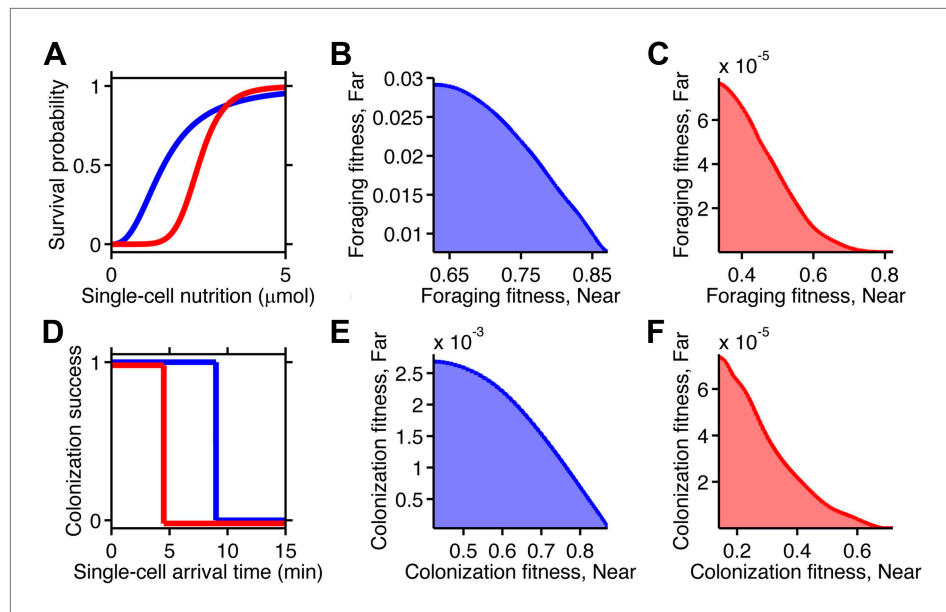 A
Survival probability
1
0.5
0
0
5
Single-cell nutrition (μmol)
B
Foraging fitness, Far
0.03
0.025
0.02
0.015
0.01
0.65
0.75
0.85
Foraging fitness, Near
C
x 10⁻⁵
Foraging fitness, Far
6
4
2
0.4
0.6
0.8
Foraging fitness, Near
D
Colonization success
1
0
0
5
10
15
Single-cell arrival time (min)
E
x 10⁻³
Colonization fitness, Far
2.5
2
1.5
1
0.5
0.5
0.6
0.7
0.8
Colonization fitness, Near
F
x 10⁻⁵
Colonization fitness, Far
6
4
2
0.2
0.4
0.6
Colonization fitness, Near